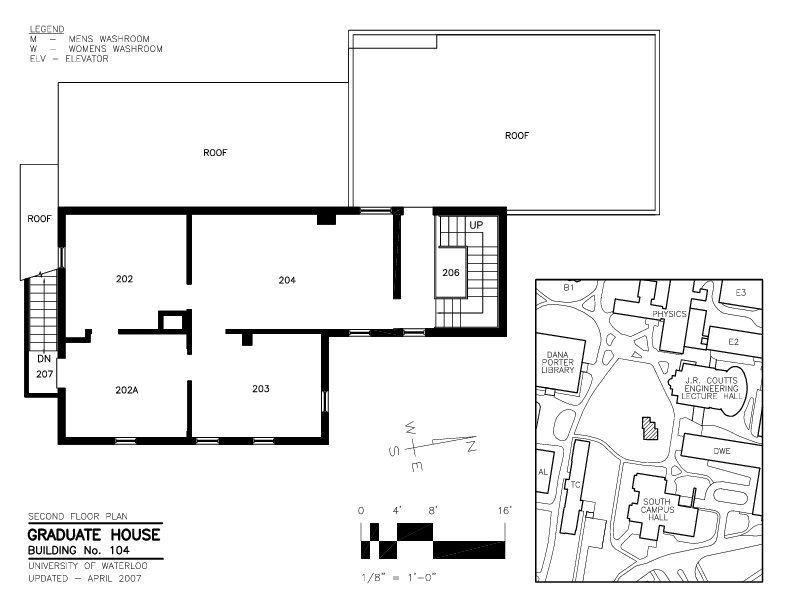 LEGEND
M — MENS WASHROOM
W — WOMENS WASHROOM
ELV — ELEVATOR
ROOF
ROOF
ROOF
UP
202
204
206
DN
207
202A
203
W
S
N
E
B1
E3
PHYSICS
E2
DANA
PORTER
LIBRARY
J.R. COUTTS
ENGINEERING
LECTURE HALL
DWE
AL
TC
SOUTH
CAMPUS
HALL
0 4' 8' 16'
1/8" = 1'-0"
SECOND FLOOR PLAN
GRADUATE HOUSE
BUILDING No. 104
UNIVERSITY OF WATERLOO
UPDATED — APRIL 2007